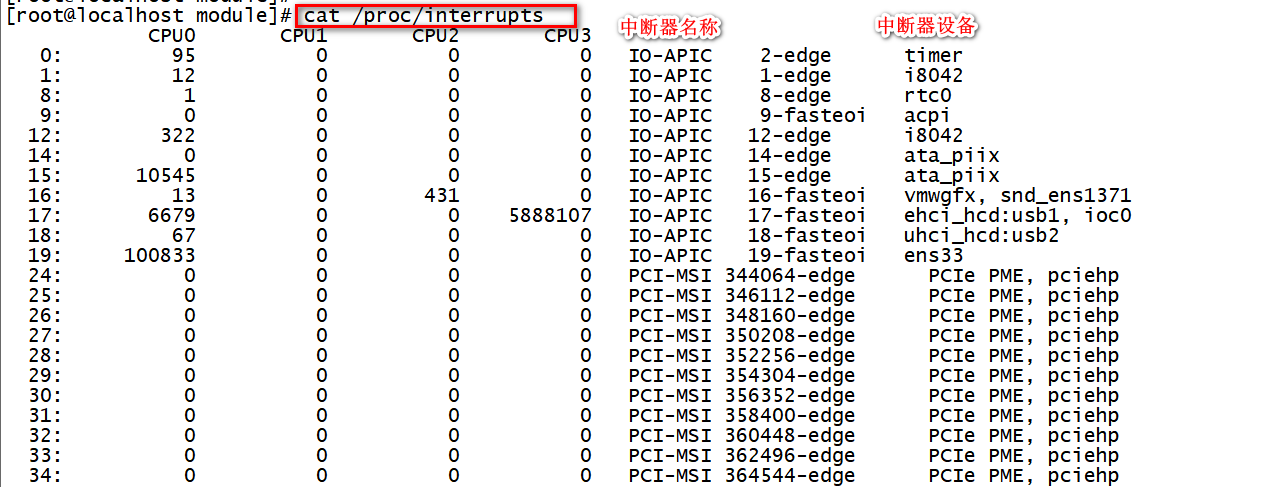 [root@localhost module]#
[root@localhost module]# cat /proc/interrupts 中断器名称 中断器设备
CPU0 CPU1 CPU2 CPU3
0: 95 0 0 0 IO-APIC 2-edge timer
1: 12 0 0 0 IO-APIC 1-edge i8042
8: 1 0 0 0 IO-APIC 8-edge rtc0
9: 0 0 0 0 IO-APIC 9-fasteoi acpi
12: 322 0 0 0 IO-APIC 12-edge i8042
14: 0 0 0 0 IO-APIC 14-edge ata_piix
15: 10545 0 0 0 IO-APIC 15-edge ata_piix
16: 13 0 431 0 IO-APIC 16-fasteoi vmwgfx, snd_ens1371
17: 6679 0 0 5888107 IO-APIC 17-fasteoi ehci_hcd:usb1, ioc0
18: 67 0 0 0 IO-APIC 18-fasteoi uhci_hcd:usb2
19: 100833 0 0 0 IO-APIC 19-fasteoi ens33
24: 0 0 0 0 PCI-MSI 344064-edge PCIe PME, pciehp
25: 0 0 0 0 PCI-MSI 346112-edge PCIe PME, pciehp
26: 0 0 0 0 PCI-MSI 348160-edge PCIe PME, pciehp
27: 0 0 0 0 PCI-MSI 350208-edge PCIe PME, pciehp
28: 0 0 0 0 PCI-MSI 352256-edge PCIe PME, pciehp
29: 0 0 0 0 PCI-MSI 354304-edge PCIe PME, pciehp
30: 0 0 0 0 PCI-MSI 356352-edge PCIe PME, pciehp
31: 0 0 0 0 PCI-MSI 358400-edge PCIe PME, pciehp
32: 0 0 0 0 PCI-MSI 360448-edge PCIe PME, pciehp
33: 0 0 0 0 PCI-MSI 362496-edge PCIe PME, pciehp
34: 0 0 0 0 PCI-MSI 364544-edge PCIe PME, pciehp